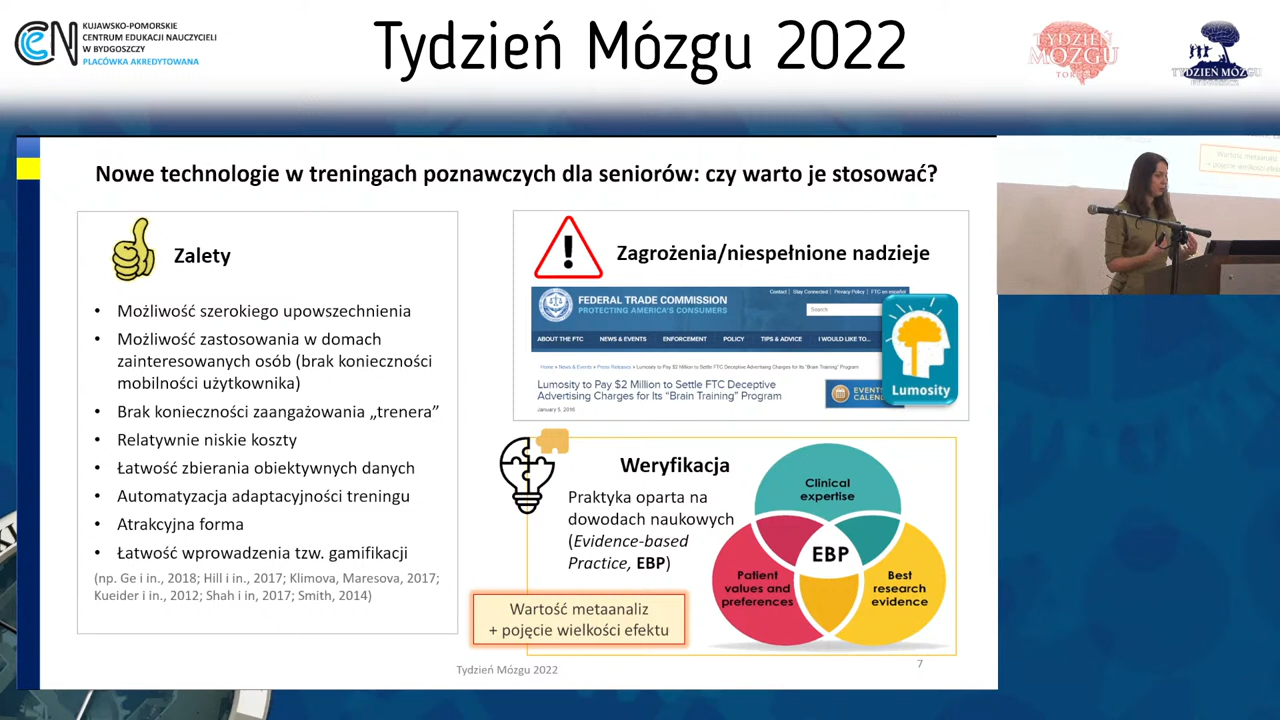 KUJAWSKO-POMORSKIE
CENTRUM EDUKACJI NAUCZYCIELI
W BYDGOSZCZY
PLACÓWKA AKREDYTOWANA
Tydzień Mózgu 2022
TYDZIEŃ
MÓZGU
TYDZIEŃ MÓZGU
Nowe technologie w treningach poznawczych dla seniorów: czy warto je stosować?
Zalety
• Możliwość szerokiego upowszechnienia
• Możliwość zastosowania w domach
zainteresowanych osób (brak konieczności
mobilności użytkownika)
• Brak konieczności zaangażowania „trenera”
• Relatywnie niskie koszty
• Łatwość zbierania obiektywnych danych
• Automatyzacja adaptacyjności treningu
• Atrakcyjna forma
• Łatwość wprowadzenia tzw. gamifikacji
(np. Ge i in., 2018; Hill i in., 2017; Klimova, Maresova, 2017;
Kueider i in., 2012; Shah i in, 2017; Smith, 2014)
Zagrożenia/niespełnione nadzieje
Contact | Stay Connected | Privacy Policy | FTC en español
FEDERAL TRADE COMMISSION
PROTECTING AMERICA'S CONSUMERS
Search
ABOUT THE FTC NEWS & EVENTS ENFORCEMENT POLICY TIPS & ADVICE I WOULD LIKE TO...
Home » News & Events » Press Releases » Lumosity to Pay $2 Million to Settle FTC Deceptive Advertising Charges for Its "Brain Training" Program
Lumosity to Pay $2 Million to Settle FTC Deceptive
Advertising Charges for Its "Brain Training" Program
January 5, 2016
EVENTS
CALEN
Lumosity
Weryfikacja
Praktyka oparta na
dowodach naukowych
(Evidence-based
Practice, EBP)
Clinical
expertise
EBP
Patient
values and
preferences
Best
research
evidence
Wartość metaanaliz
+ pojęcie wielkości efektu
Tydzień Mózgu 2022
7
Wartość metaanaliz
+ pojęcie wielkości efek